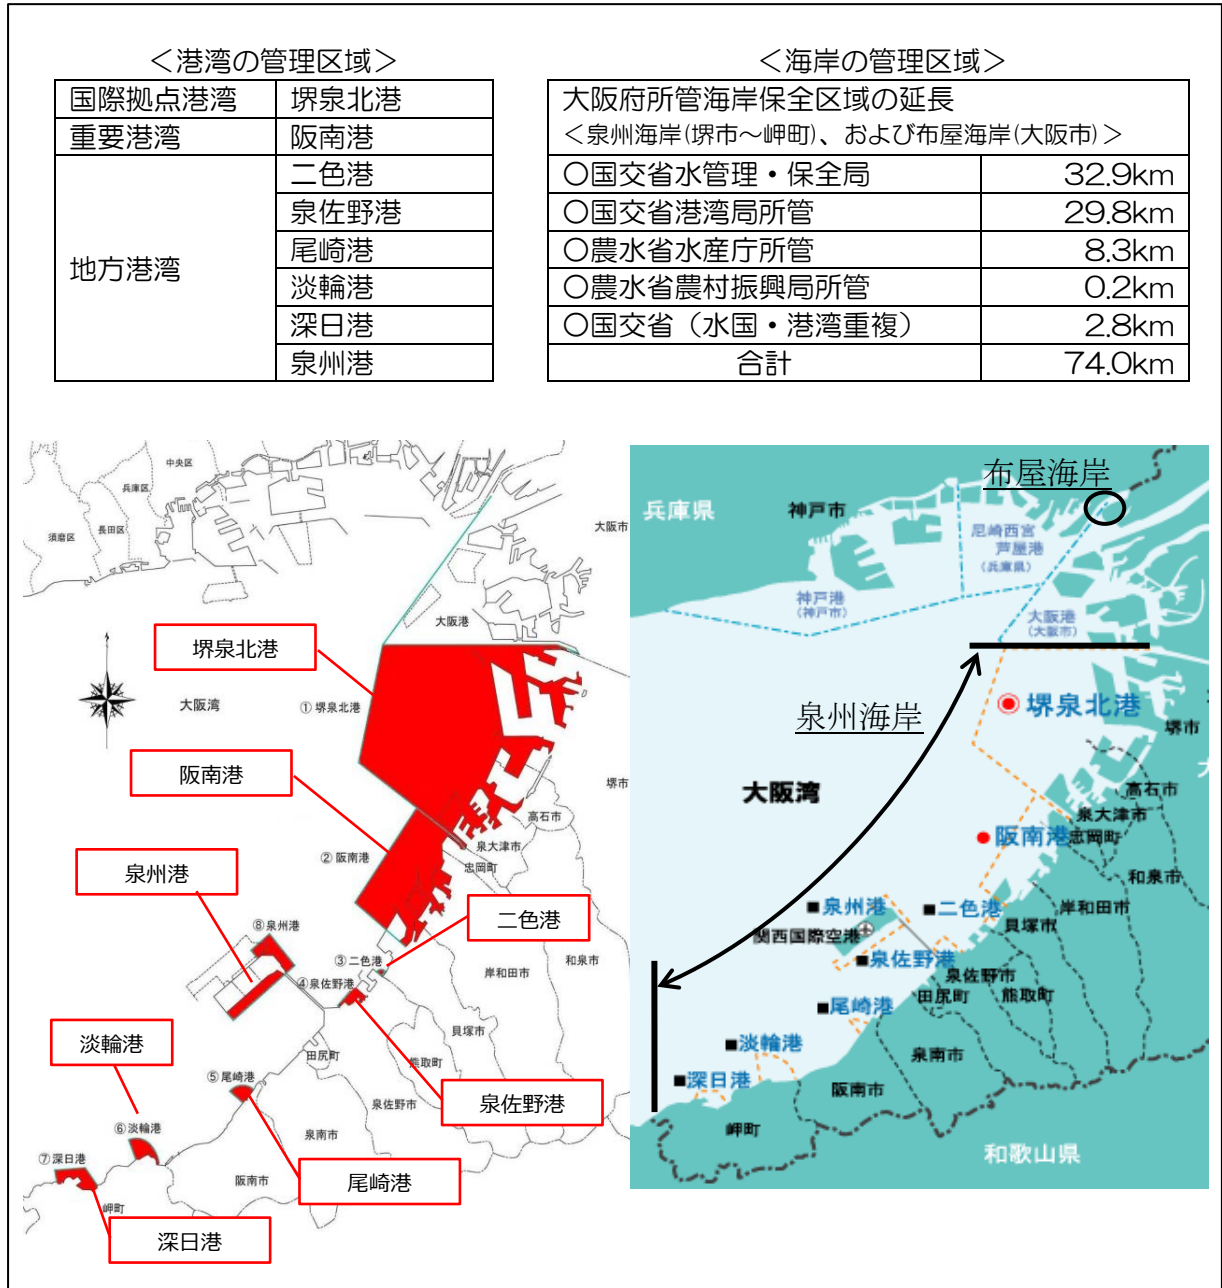 ＜港湾の管理区域＞
国際拠点港湾 堺泉北港
重要港湾 阪南港
地方港湾
二色港
泉佐野港
尾崎港
淡輪港
深日港
泉州港
＜海岸の管理区域＞
大阪府所管海岸保全区域の延長
＜泉州海岸(堺市～岬町)、および布屋海岸(大阪市)＞
○国交省水管理・保全局 32.9km
○国交省港湾局所管 29.8km
○農水省水産庁所管 8.3km
○農水省農村振興局所管 0.2km
○国交省（水国・港湾重複） 2.8km
合計 74.0km
中央区
兵庫区
長田区
須磨区
大阪市
大阪港
堺泉北港
大阪湾
①堺泉北港
阪南港
堺市
高石市
②阪南港
泉大津市
忠岡町
泉州港
二色港
⑧泉州港
③二色港
和泉市
岸和田市
④泉佐野港
貝塚市
淡輪港
田尻町
熊取町
⑤尾崎港
泉佐野市
泉佐野港
⑥淡輪港
泉南市
⑦深日港
阪南市
尾崎港
岬町
深日港
布屋海岸
兵庫県
神戸市
尼崎西宮
芦屋港
(兵庫県)
神戸港
(神戸市)
大阪港
(大阪市)
堺泉北港
泉州海岸
堺市
大阪湾
高石市
泉大津市
阪南港
忠岡町
和泉市
■泉州港
■二色港
岸和田市
貝塚市
関西国際空港
■泉佐野港
泉佐野市
田尻町
熊取町
■尾崎港
■淡輪港
泉南市
■深日港
阪南市
岬町
和歌山県